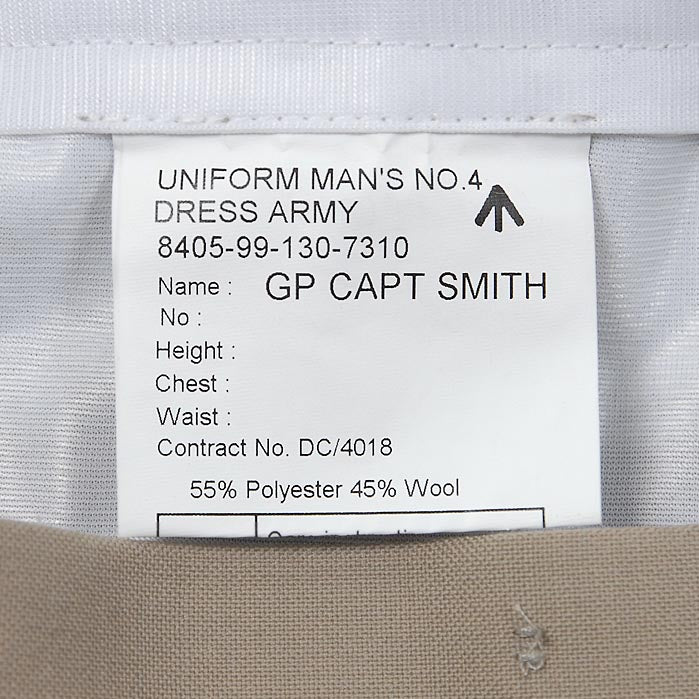 UNIFORM MAN'S NO.4
DRESS ARMY
8405-99-130-7310
Name : GP CAPT SMITH
No :
Height :
Chest :
Waist :
Contract No. DC/4018
55% Polyester 45% Wool